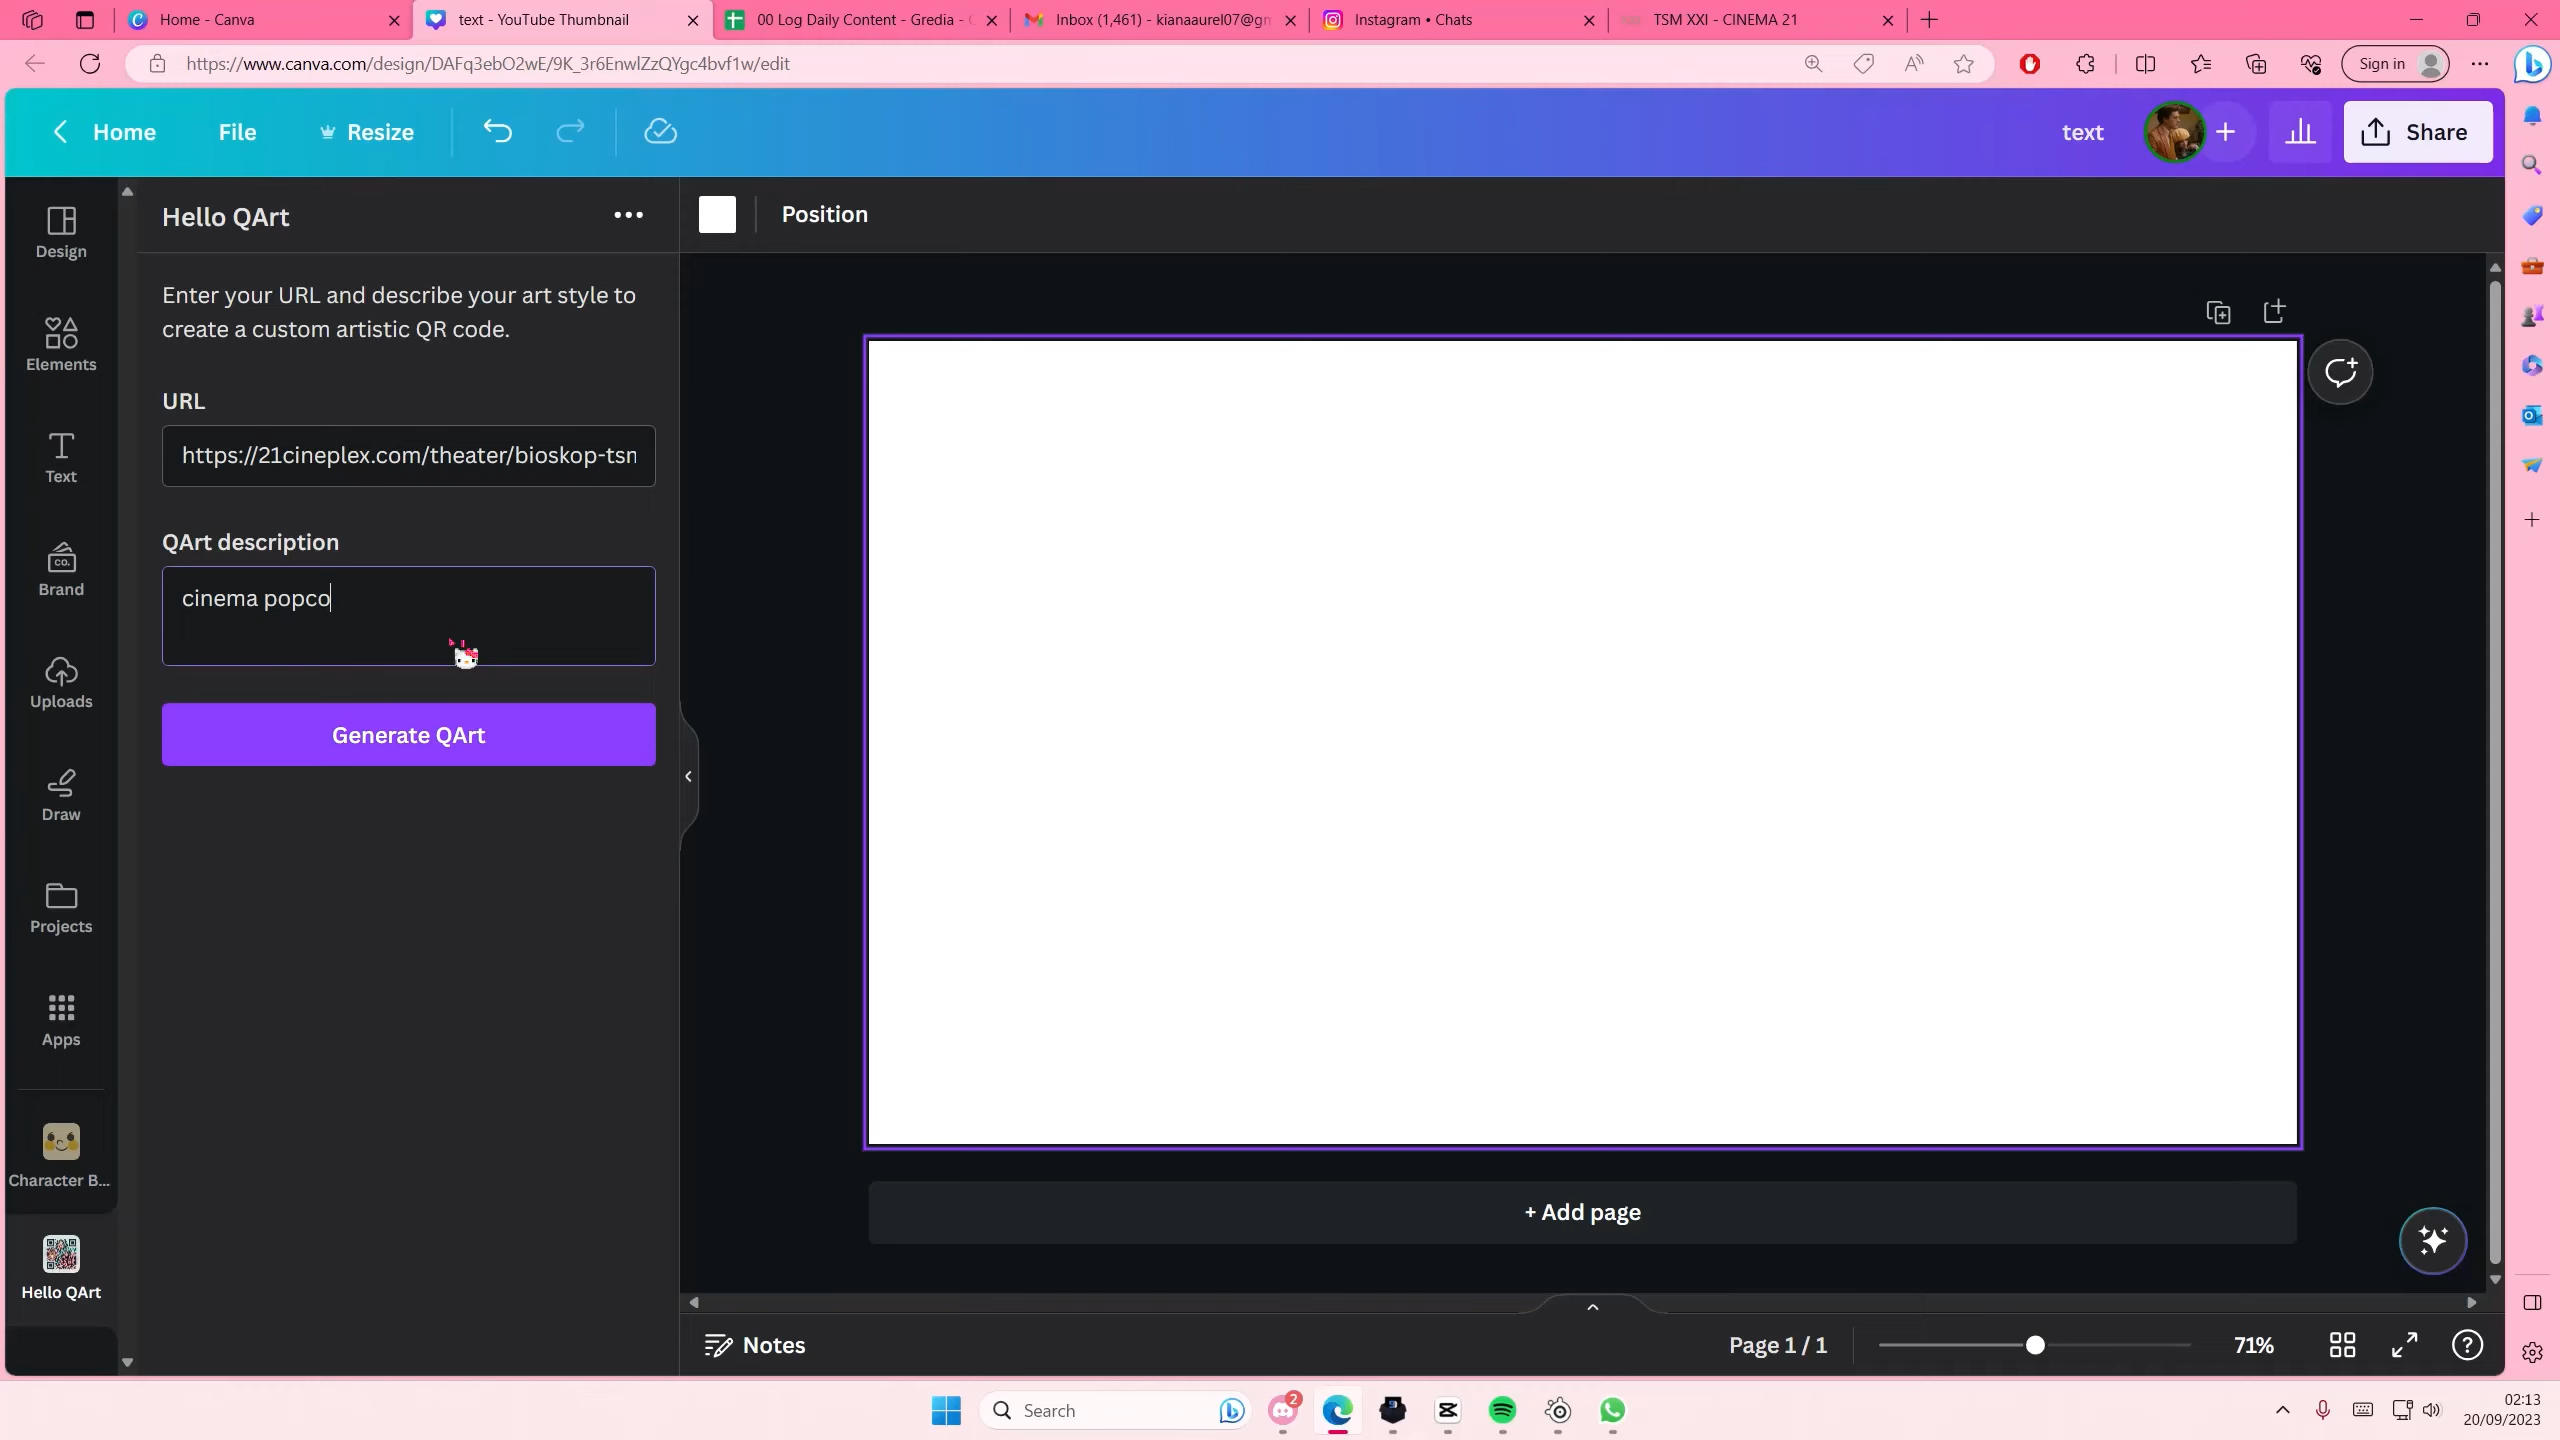 Home - Canva
text - YouTube Thumbnail
00 Log Daily Content - Gredia -
Inbox (1,461) - kianaaurel07@gm
Instagram • Chats
TSM XXI - CINEMA 21
https://www.canva.com/design/DAFq3ebO2wE/9K_3r6EnwlZzQYgc4bvf1w/edit
Sign in
Home
File
Resize
text
Share
Design
Elements
Text
Brand
CO.
Uploads
Draw
Projects
Apps
Character B...
Hello QArt
Hello QArt
Enter your URL and describe your art style to
create a custom artistic QR code.
URL
https://21cineplex.com/theater/bioskop-tsm
QArt description
cinema popco
Generate QArt
Position
+ Add page
Notes
Page 1 / 1
71%
Search
2
02:13
20/09/2023